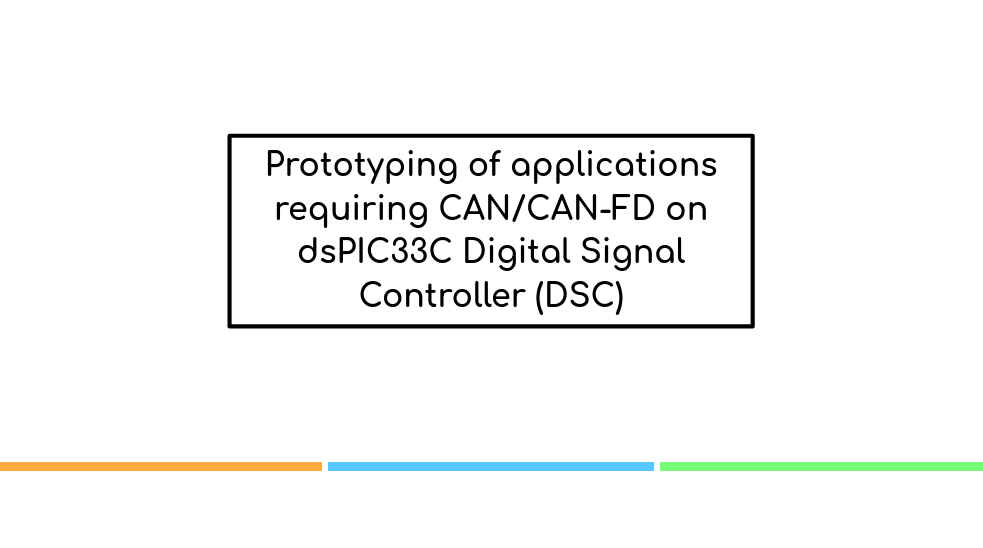 Prototyping of applications
requiring CAN/CAN-FD on
dsPIC33C Digital Signal
Controller (DSC)